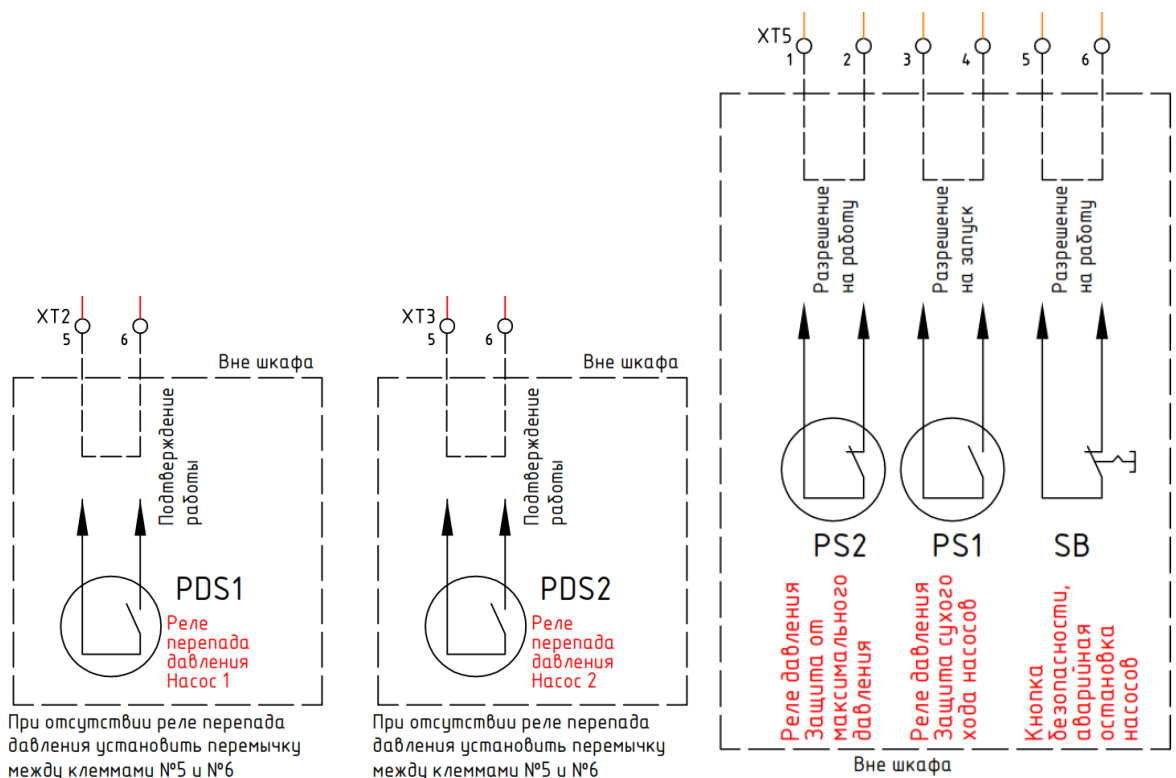 XT2
5
6
Вне шкафа
Подтверждение
работы
PDS1
Реле
перепада
давления
Насос 1
При отсутствии реле перепада
давления установить перемычку
между клеммами №5 и №6
XT3
5
6
Вне шкафа
Подтверждение
работы
PDS2
Реле
перепада
давления
Насос 2
При отсутствии реле перепада
давления установить перемычку
между клеммами №5 и №6
XT5
1
2
3
4
5
6
Разрешение
на работу
Разрешение
на запуск
Разрешение
на работу
PS2
PS1
SB
Реле давления
Защита от
максимального
давления
Реле давления
Защита сухого
хода насосов
Кнопка
безопасности,
аварийная
остановка
насосов
Вне шкафа